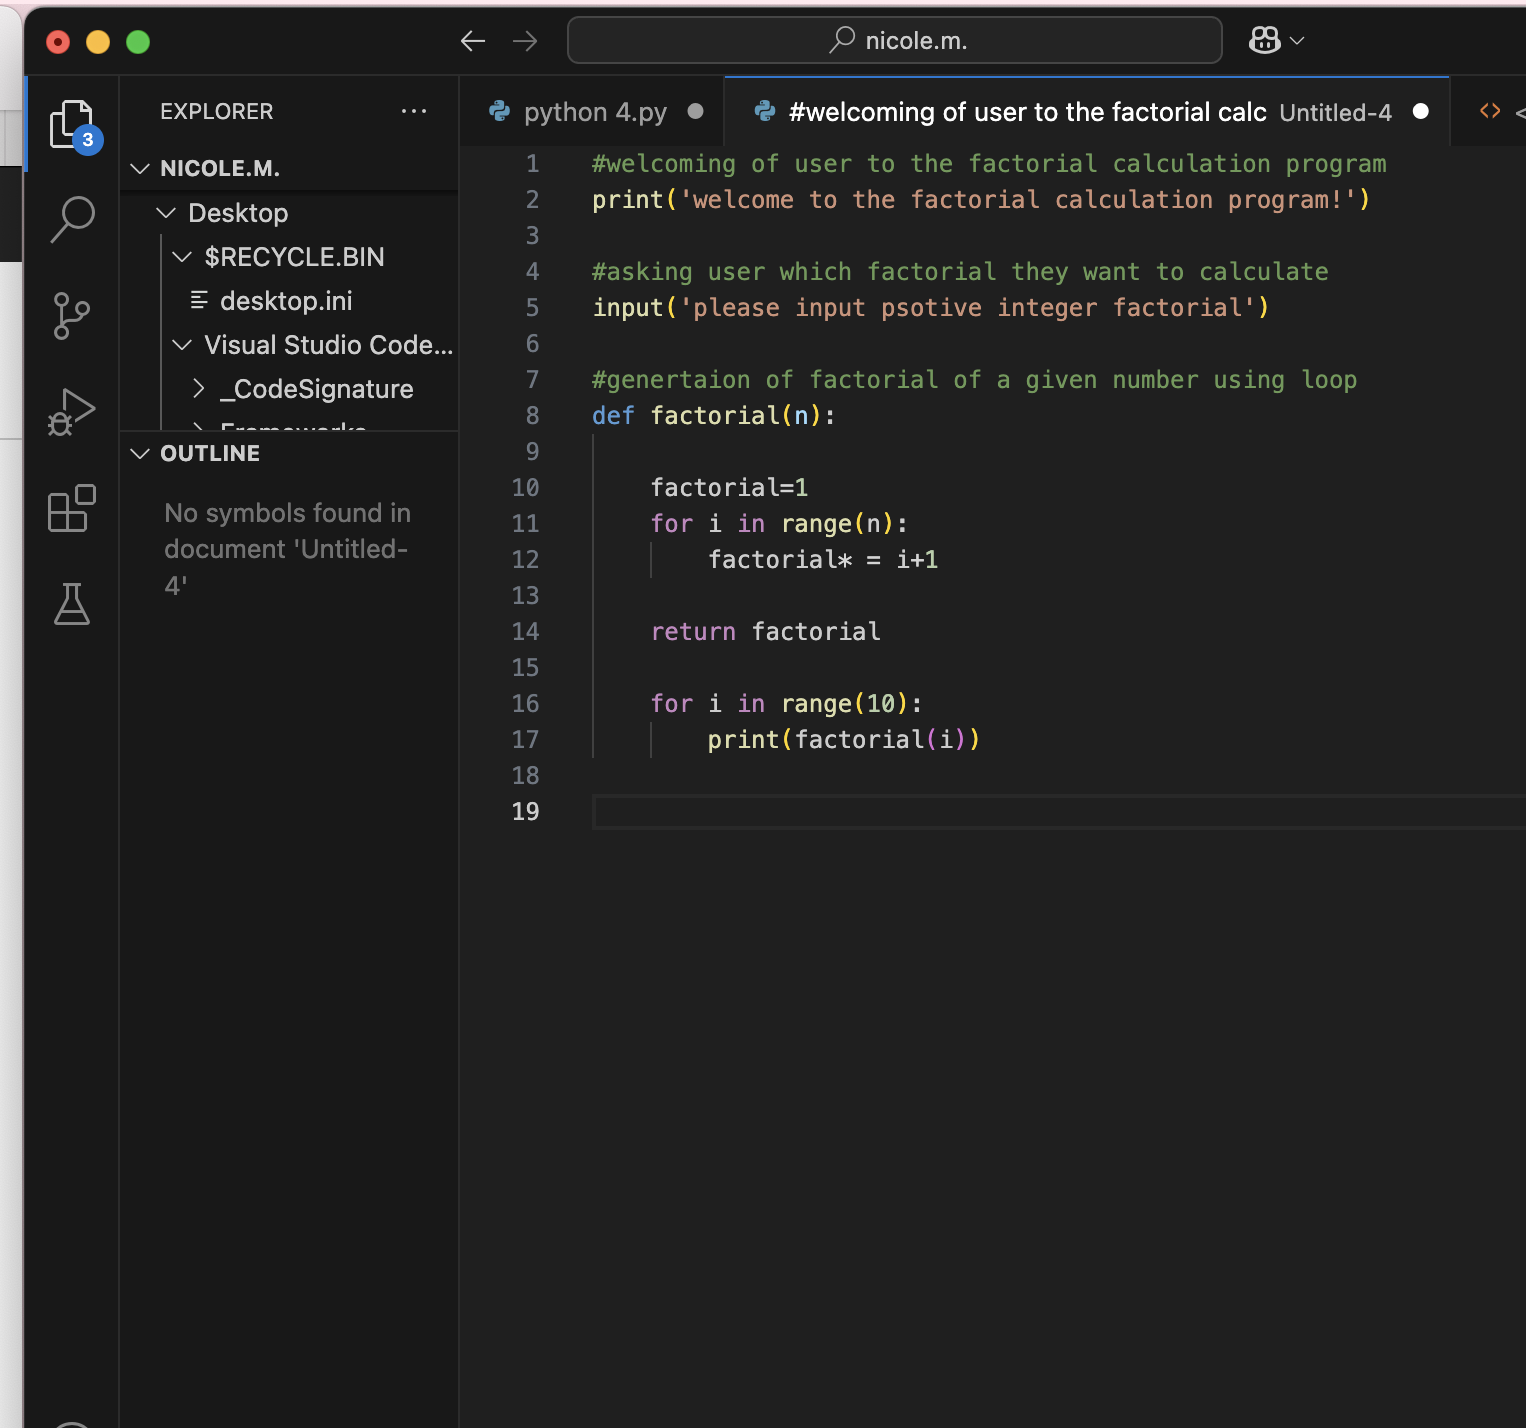 nicole.m.
3
EXPLORER ···
NICOLE.M.
Desktop
$RECYCLE.BIN
desktop.ini
Visual Studio Code...
_CodeSignature
Frameworks
OUTLINE
No symbols found in
document 'Untitled-
4'
python 4.py
#welcoming of user to the factorial calc Untitled-4
1 #welcoming of user to the factorial calculation program
2 print('welcome to the factorial calculation program!')
3
4 #asking user which factorial they want to calculate
5 input('please input psotive integer factorial')
6
7 #genertaion of factorial of a given number using loop
8 def factorial(n):
9
10 factorial=1
11 for i in range(n):
12 factorial* = i+1
13
14 return factorial
15
16 for i in range(10):
17 print(factorial(i))
18
19